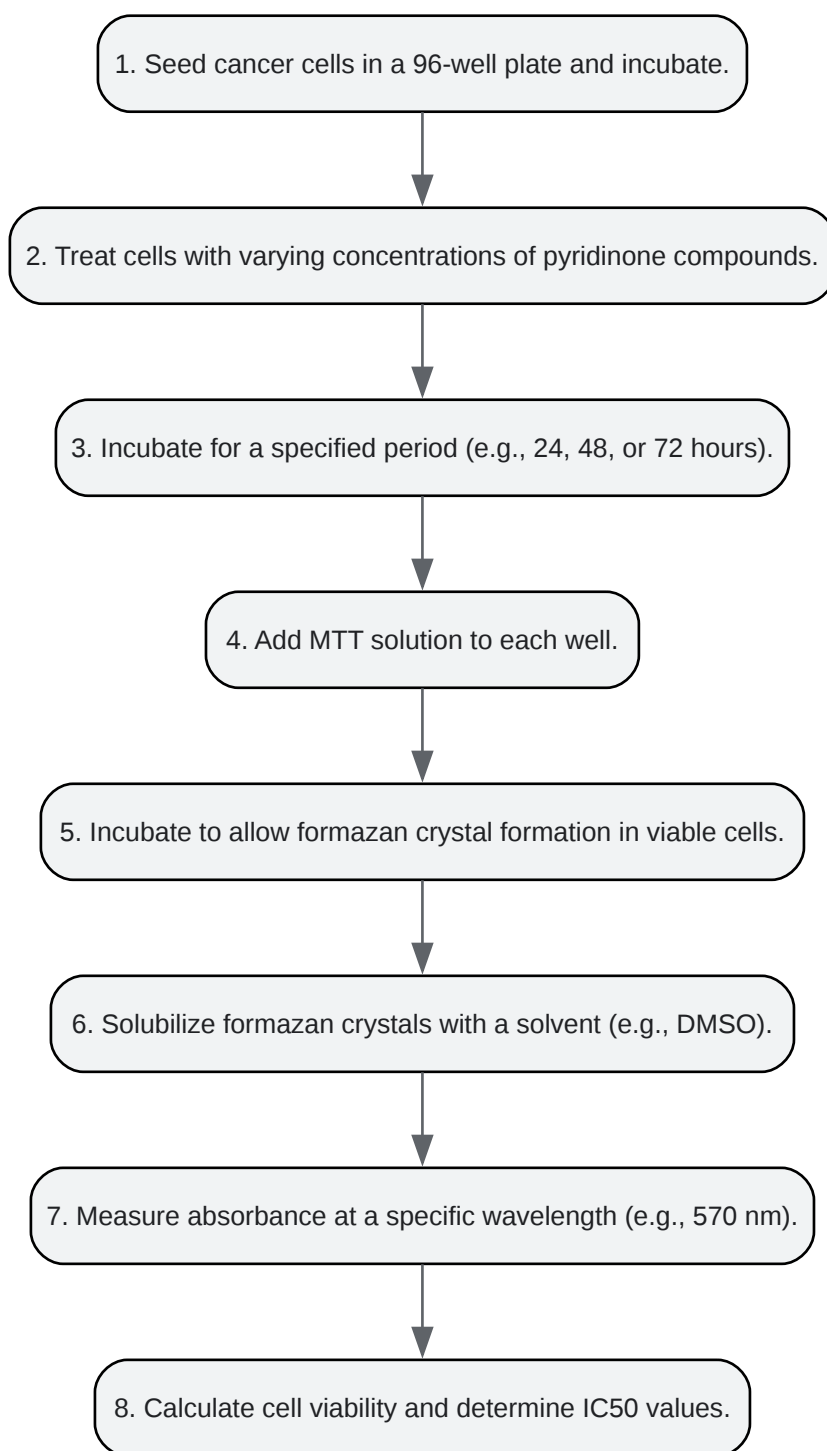 1. Seed cancer cells in a 96-well plate and incubate.
2. Treat cells with varying concentrations of pyridinone compounds.
3. Incubate for a specified period (e.g., 24, 48, or 72 hours).
4. Add MTT solution to each well.
5. Incubate to allow formazan crystal formation in viable cells.
6. Solubilize formazan crystals with a solvent (e.g., DMSO).
7. Measure absorbance at a specific wavelength (e.g., 570 nm).
8. Calculate cell viability and determine IC50 values.